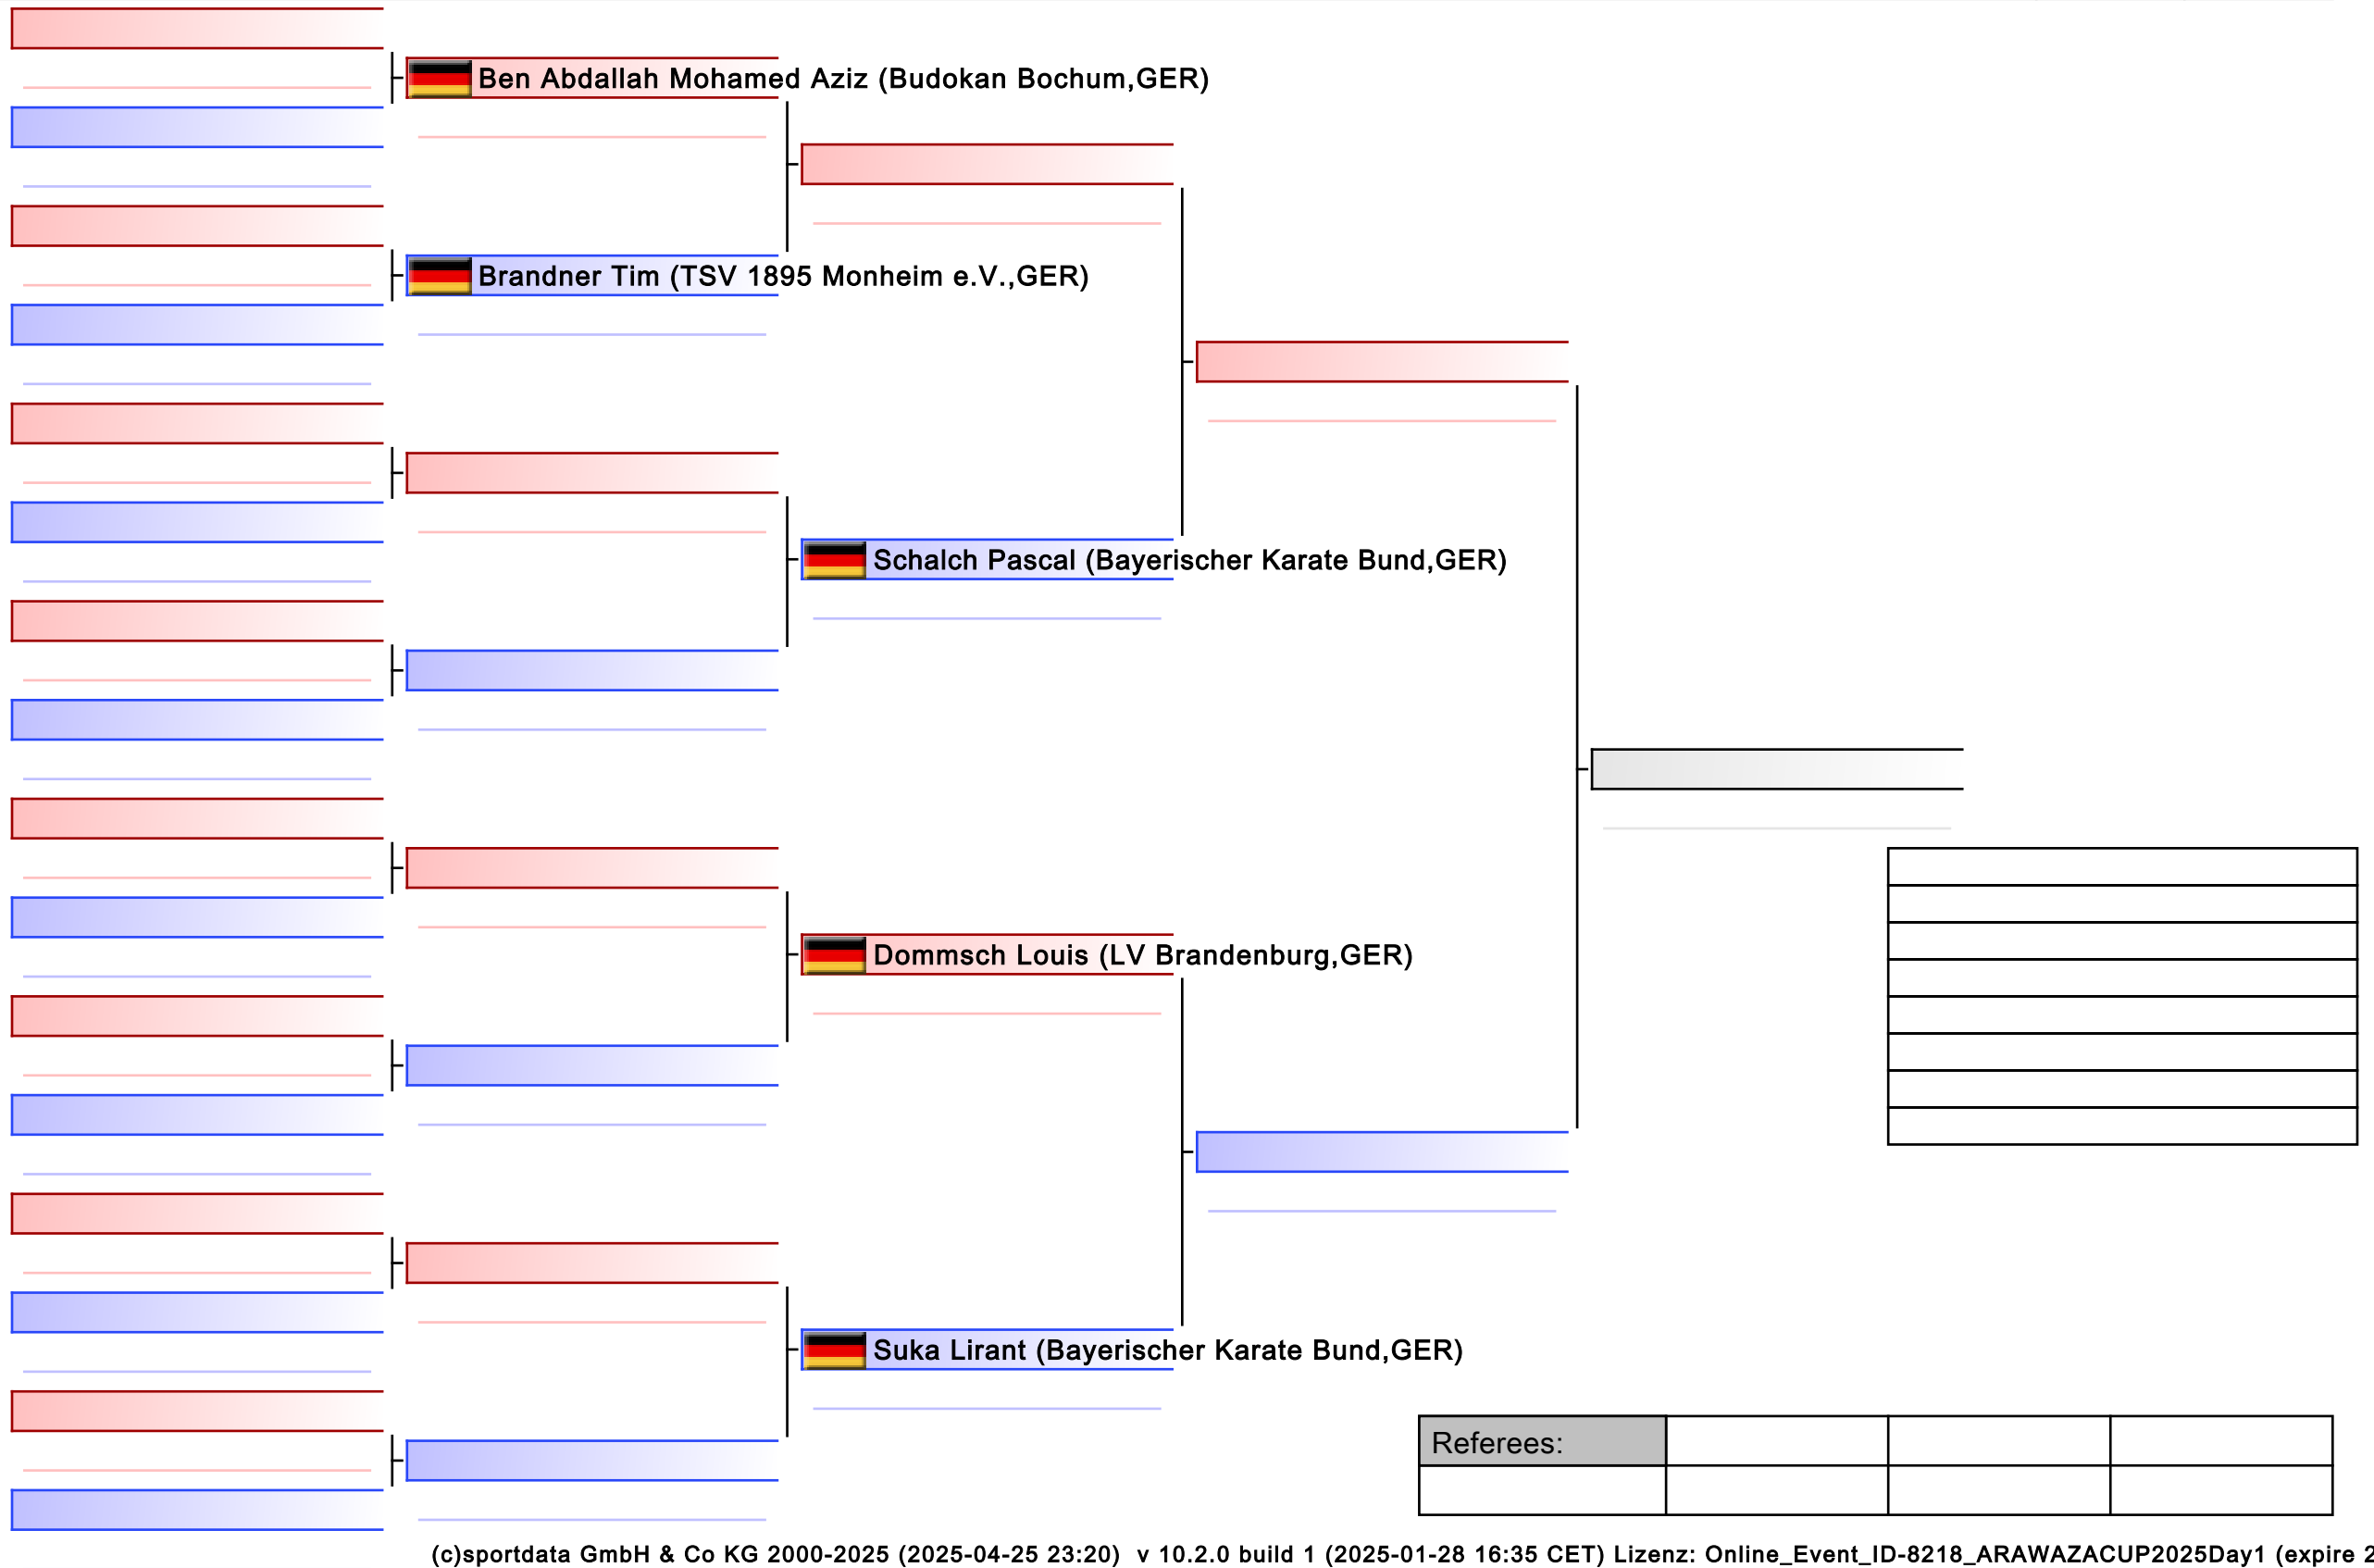 Ben Abdallah Mohamed Aziz (Budokan Bochum,GER)
Brandner Tim (TSV 1895 Monheim e.V.,GER)
Schalch Pascal (Bayerischer Karate Bund,GER)
Dommsch Louis (LV Brandenburg,GER)
Suka Lirant (Bayerischer Karate Bund,GER)
Referees:
(c)sportdata GmbH & Co KG 2000-2025 (2025-04-25 23:20) v 10.2.0 build 1 (2025-01-28 16:35 CET) Lizenz: Online_Event_ID-8218_ARAWAZACUP2025Day1 (expire